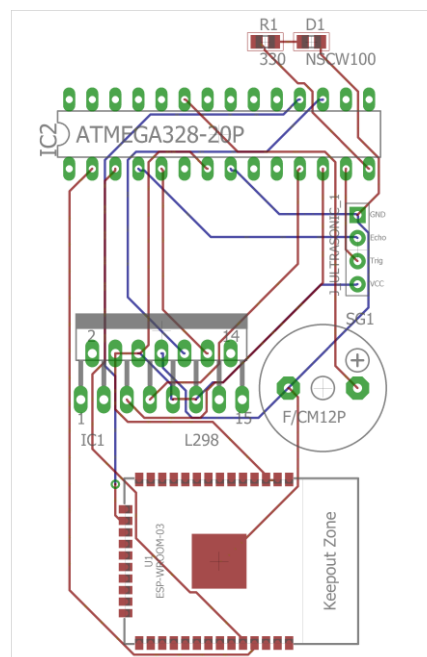 R1 D1
330 NSCW100
IC2 ATMEGA328-20P
GND
Echo
Trig
VCC
J_ULTRASONIC_1
SG1
2 14
F/CM12P
1 15
IC1 L298
U1
ESP-WROOM-03
Keepout Zone